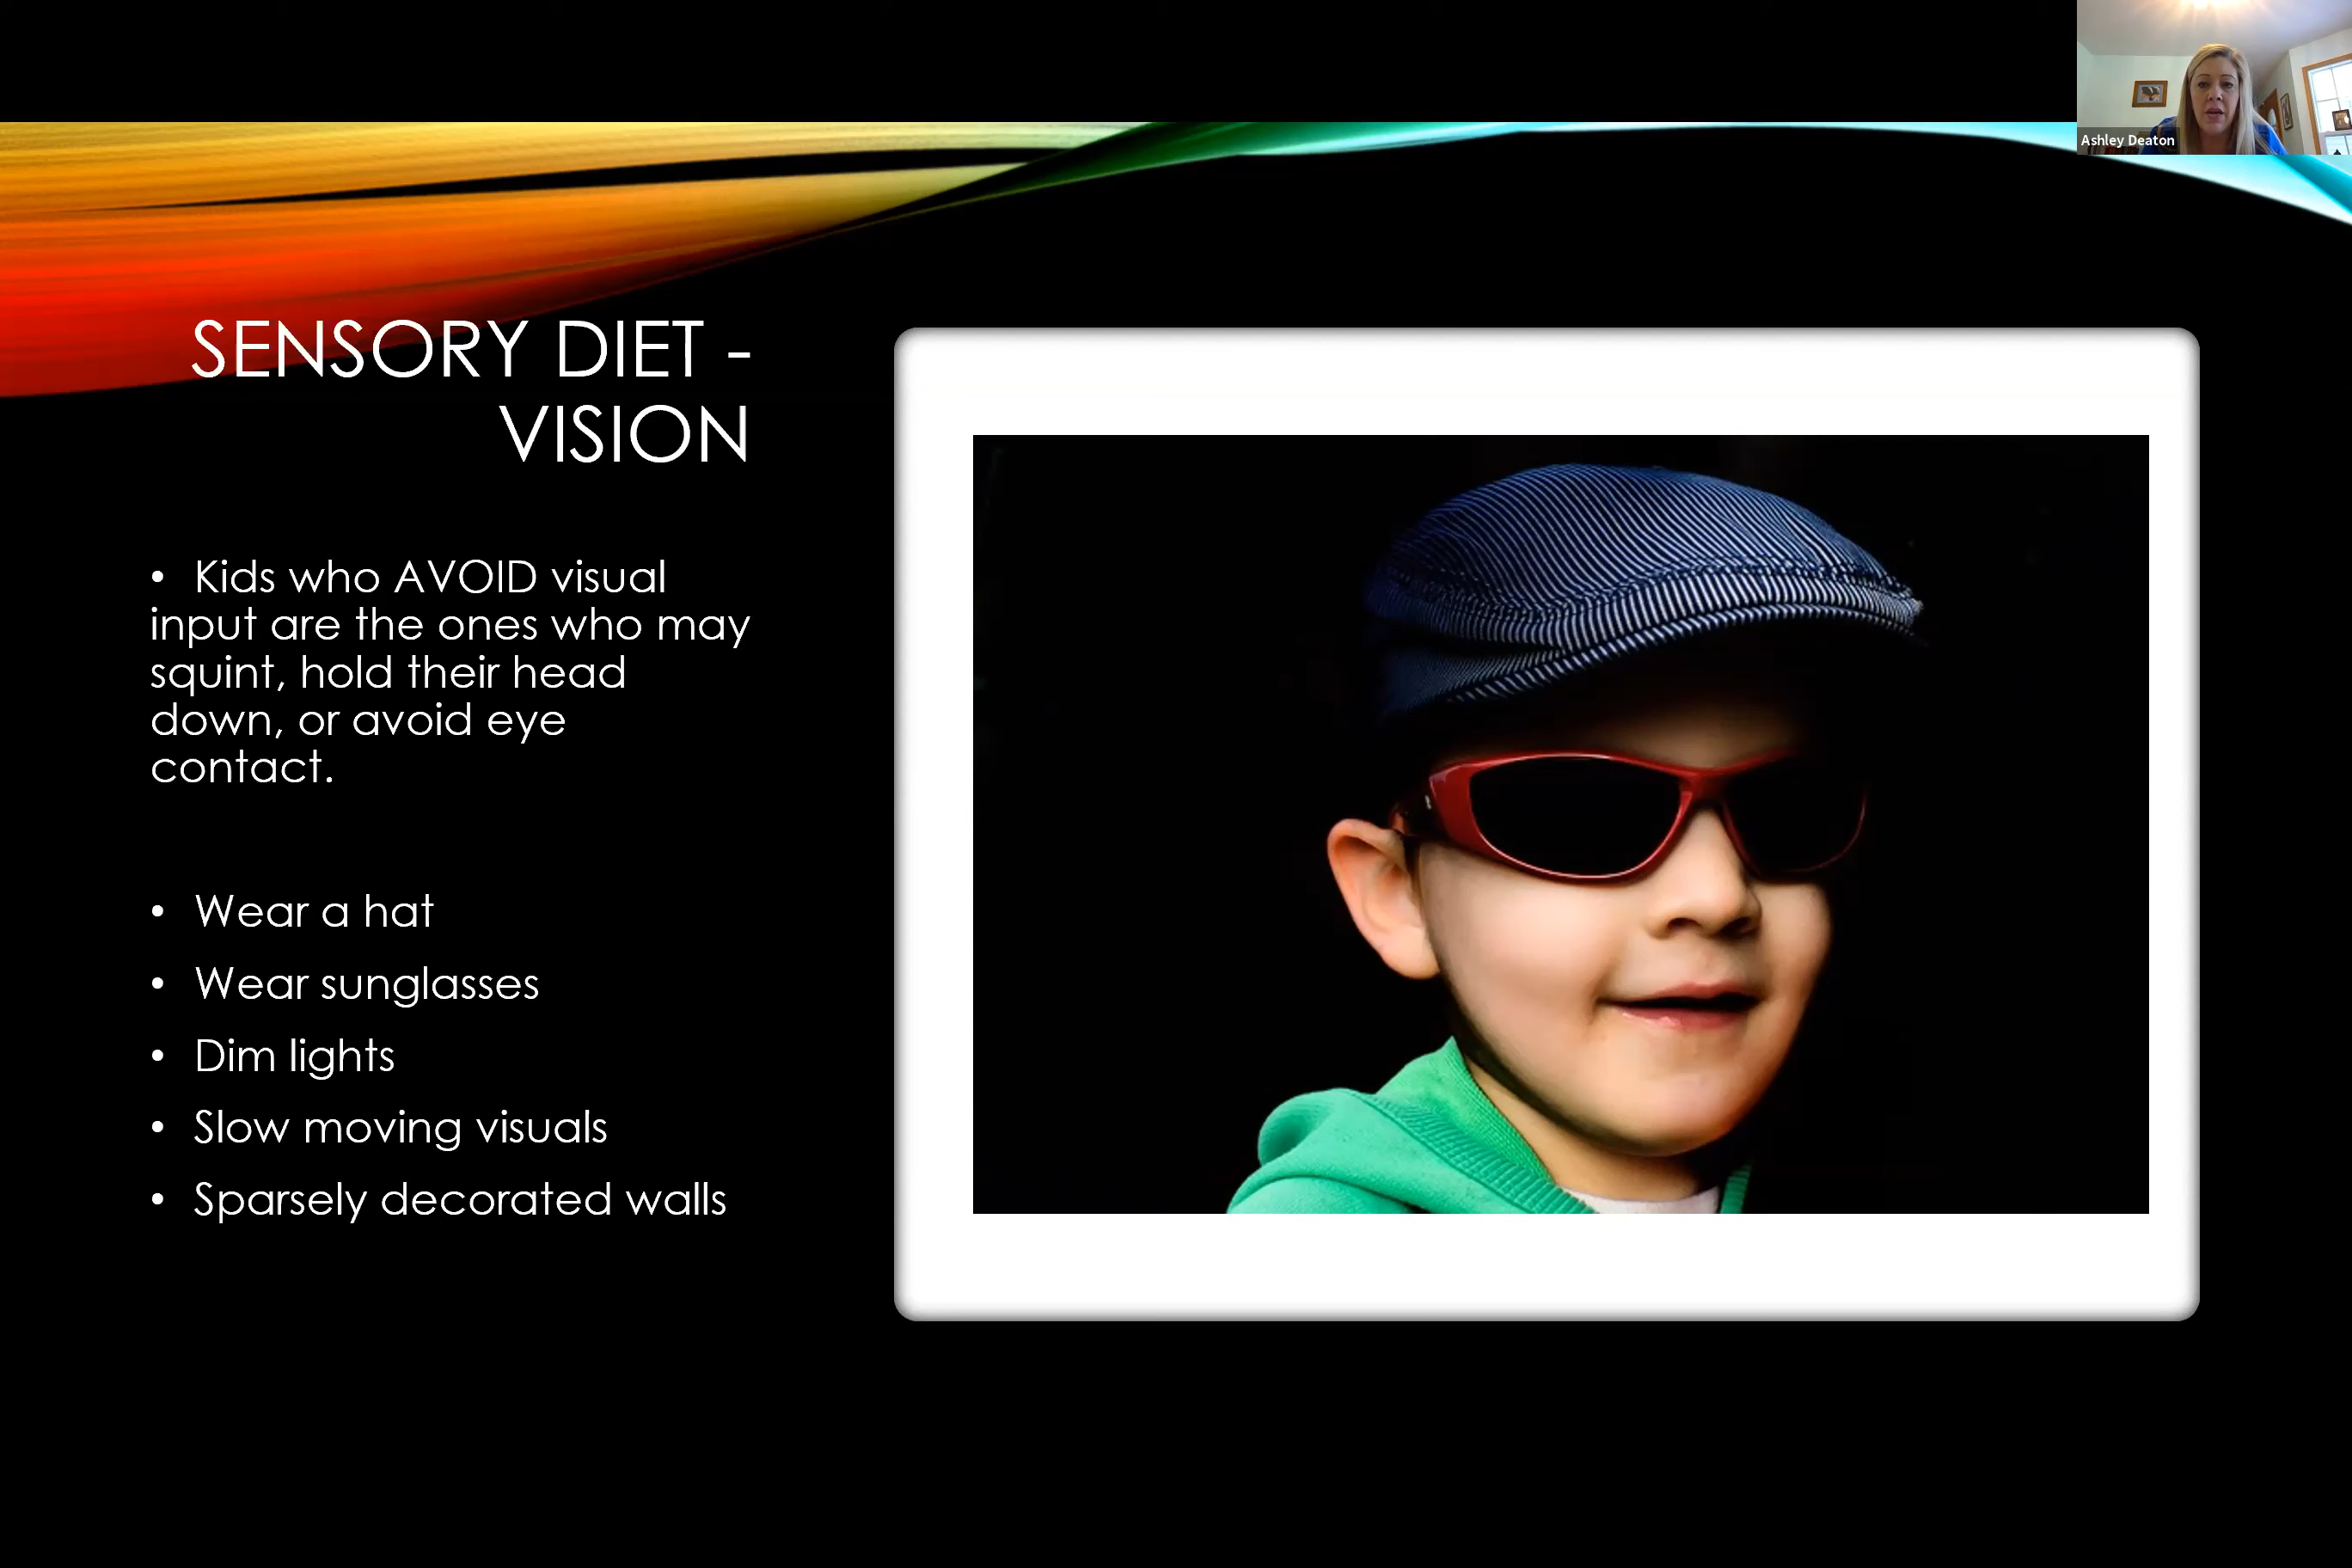 Ashley Deaton
SENSORY DIET -
VISION
• Kids who AVOID visual
input are the ones who may
squint, hold their head
down, or avoid eye
contact.
• Wear a hat
• Wear sunglasses
• Dim lights
• Slow moving visuals
• Sparsely decorated walls